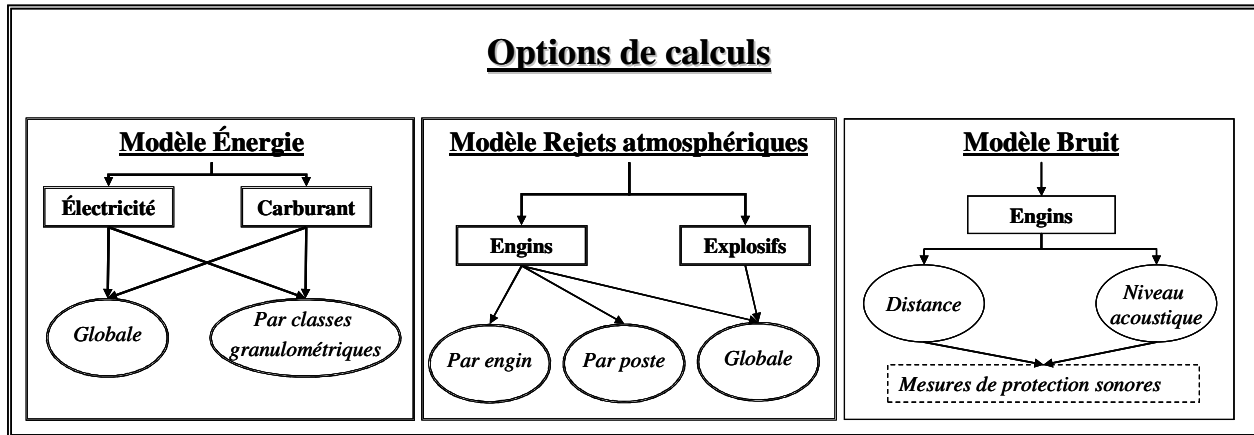 Options de calculs
Modèle Énergie
Électricité
Carburant
Globale
Par classes
granulométriques
Modèle Rejets atmosphériques
Engins
Explosifs
Par engin
Par poste
Globale
Modèle Bruit
Engins
Distance
Niveau
acoustique
Mesures de protection sonores